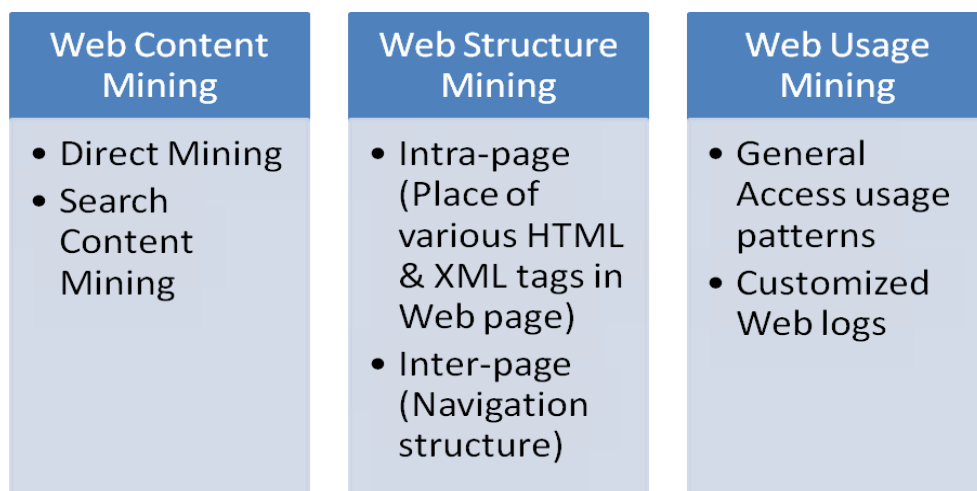 Web Content
Mining
• Direct Mining
• Search
Content
Mining
Web Structure
Mining
• Intra-page
(Place of
various HTML
& XML tags in
Web page)
• Inter-page
(Navigation
structure)
Web Usage
Mining
• General
Access usage
patterns
• Customized
Web logs